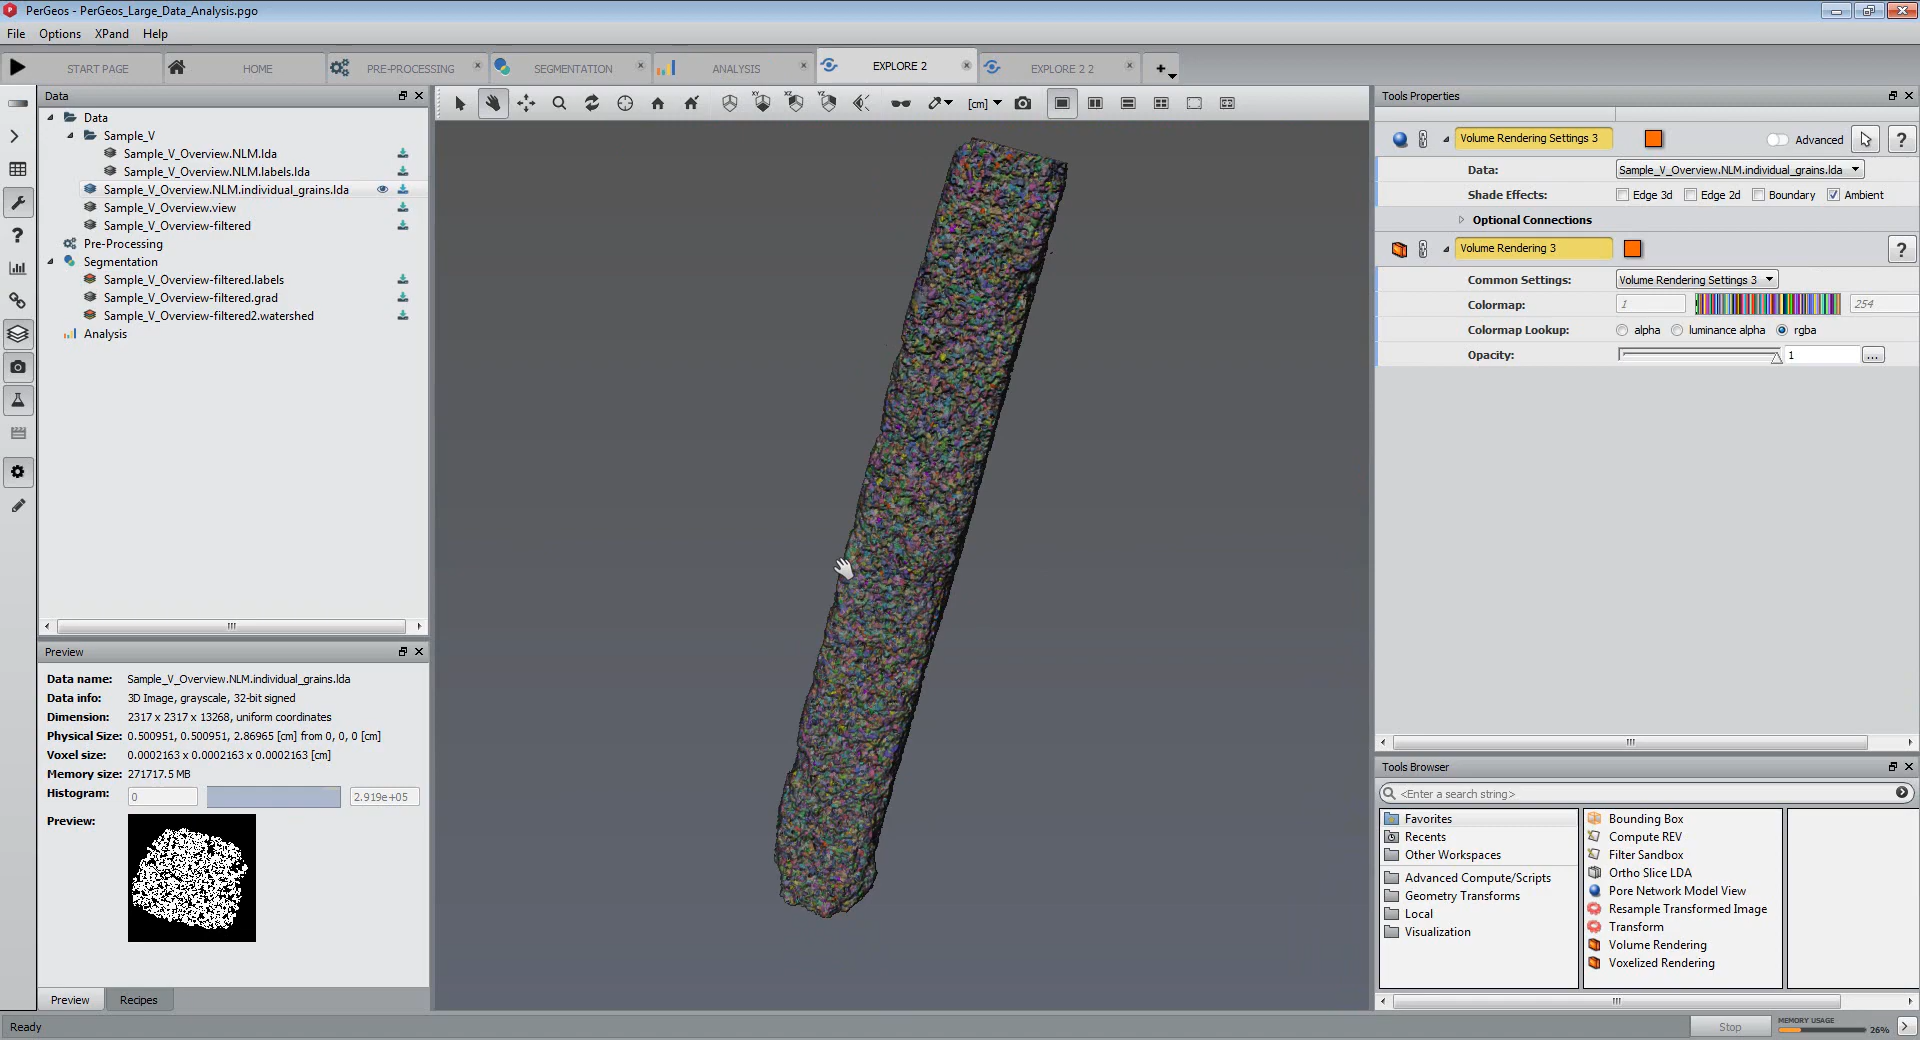 PerGeos - PerGeos_Large_Data_Analysis.pgo
File Options XPand Help
START PAGE HOME PRE-PROCESSING SEGMENTATION ANALYSIS EXPLORE 2 EXPLORE 2 2
Data
Data
Sample_V
Sample_V_Overview.NLM.lda
Sample_V_Overview.NLM.labels.lda
Sample_V_Overview.NLM.individual_grains.lda
Sample_V_Overview.view
Sample_V_Overview-filtered
Pre-Processing
Segmentation
Sample_V_Overview-filtered.labels
Sample_V_Overview-filtered.grad
Sample_V_Overview-filtered2.watershed
Analysis
Preview
Data name: Sample_V_Overview.NLM.individual_grains.lda
Data info: 3D Image, grayscale, 32-bit signed
Dimension: 2317 x 2317 x 13268, uniform coordinates
Physical Size: 0.500951, 0.500951, 2.86965 [cm] from 0, 0, 0 [cm]
Voxel size: 0.0002163 x 0.0002163 x 0.0002163 [cm]
Memory size: 271717.5 MB
Histogram: 0 2.919e+05
Preview:
Preview Recipes
Ready
XY XZ YZ [cm]
Tools Properties
Volume Rendering Settings 3 Advanced ?
Data: Sample_V_Overview.NLM.individual_grains.lda
Shade Effects: Edge 3d Edge 2d Boundary Ambient
Optional Connections
Volume Rendering 3 ?
Common Settings: Volume Rendering Settings 3
Colormap: 1 254
Colormap Lookup: alpha luminance alpha rgba
Opacity: 1 ...
Tools Browser
<Enter a search string>
Favorites
Recents
Other Workspaces
Advanced Compute/Scripts
Geometry Transforms
Local
Visualization
Bounding Box
Compute REV
Filter Sandbox
Ortho Slice LDA
Pore Network Model View
Resample Transformed Image
Transform
Volume Rendering
Voxelized Rendering
Stop MEMORY USAGE 26%